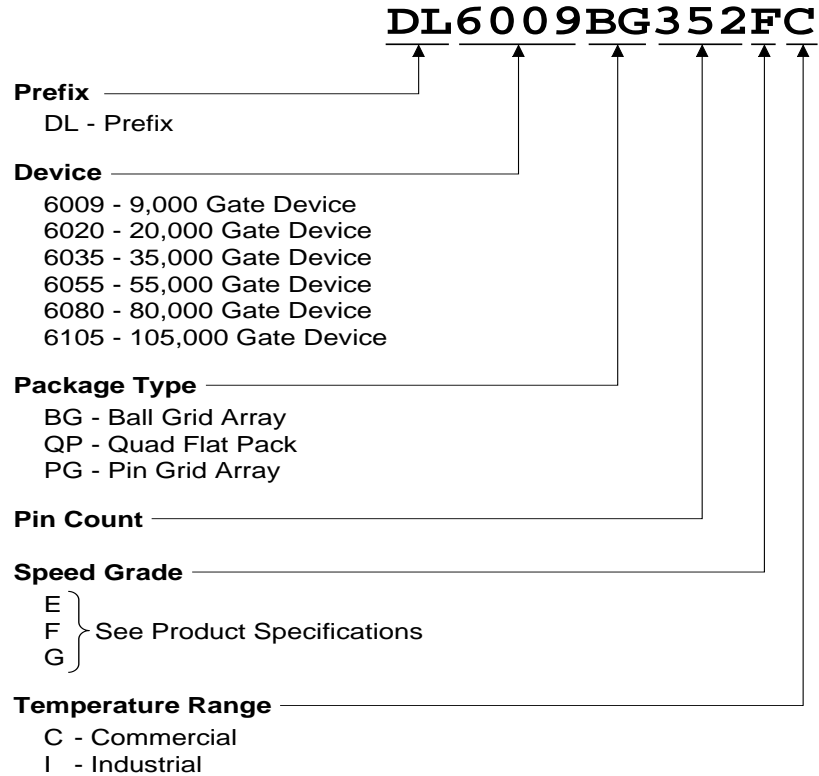 DL6009BG352FC
Prefix
DL - Prefix
Device
6009 - 9,000 Gate Device
6020 - 20,000 Gate Device
6035 - 35,000 Gate Device
6055 - 55,000 Gate Device
6080 - 80,000 Gate Device
6105 - 105,000 Gate Device
Package Type
BG - Ball Grid Array
QP - Quad Flat Pack
PG - Pin Grid Array
Pin Count
Speed Grade
E
F See Product Specifications
G
Temperature Range
C - Commercial
I - Industrial